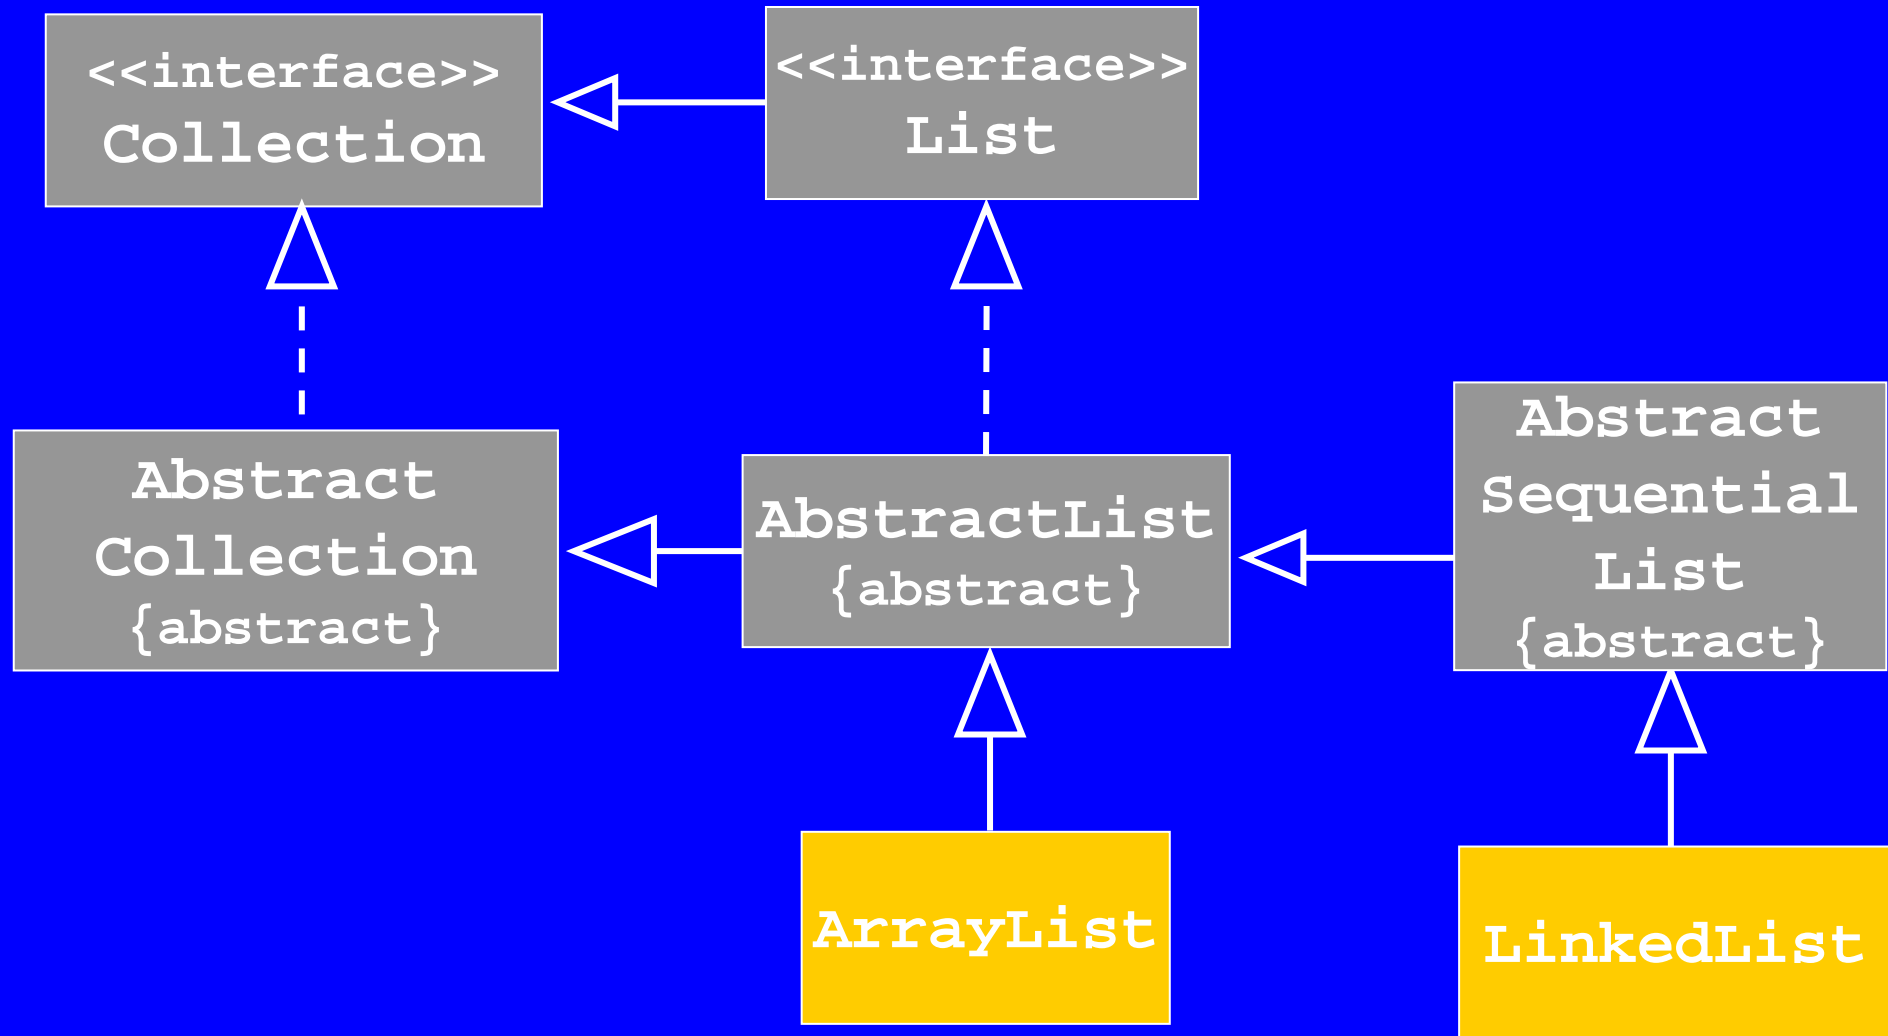 <<interface>>
Collection
<<interface>>
List
Abstract
Collection
{abstract}
AbstractList
{abstract}
Abstract
Sequential
List
{abstract}
ArrayList
LinkedList